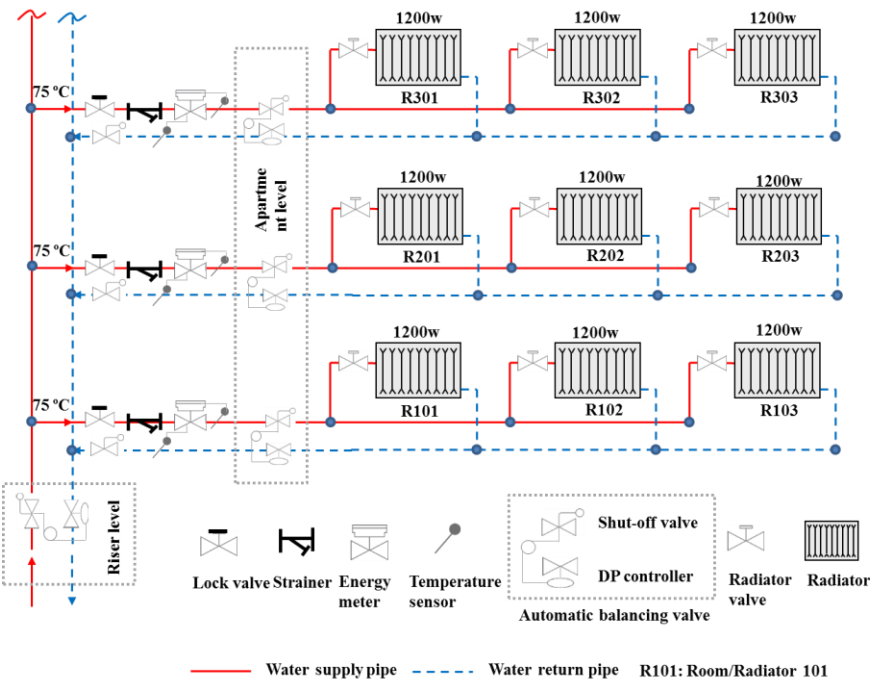 1200w 1200w 1200w
75 ºC
R301 R302 R303
Apartme
nt level
1200w 1200w 1200w
75 ºC
R201 R202 R203
1200w 1200w 1200w
75 ºC
R101 R102 R103
Riser level
Lock valve
Strainer
Energy
meter
Temperature
sensor
Shut-off valve
DP controller
Automatic balancing valve
Radiator
valve
Radiator
Water supply pipe
Water return pipe
R101: Room/Radiator 101